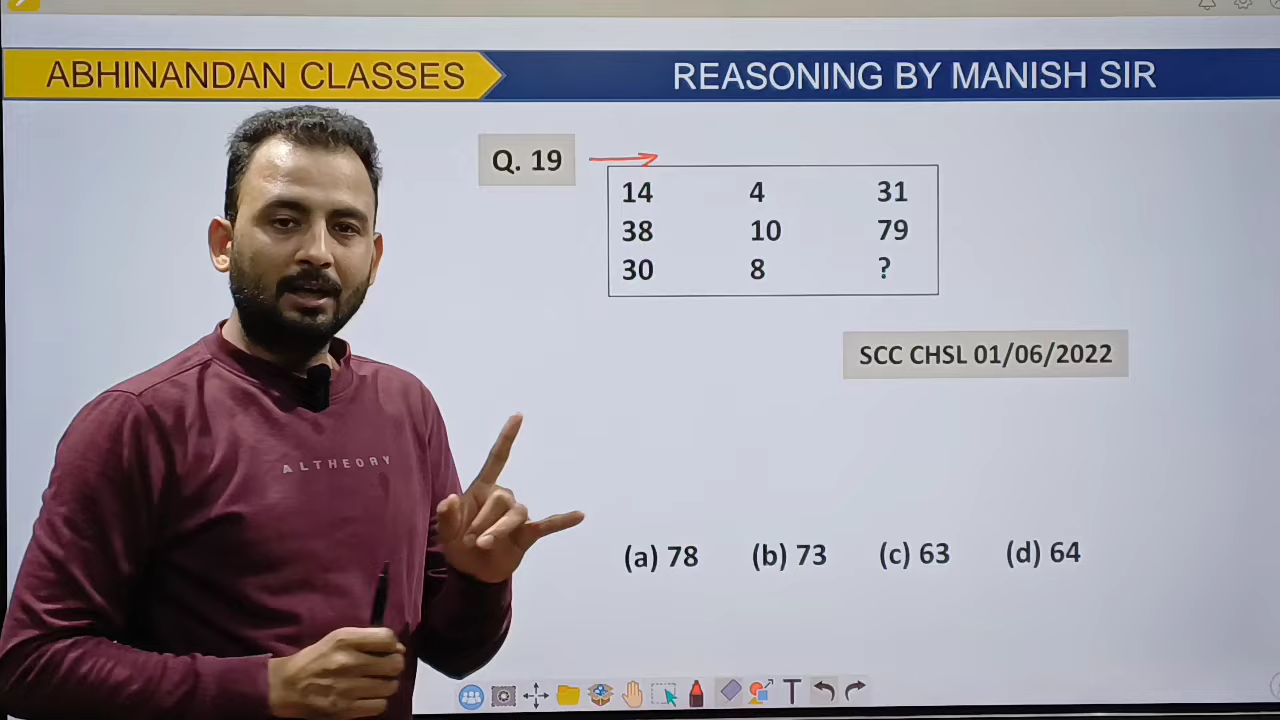 ABHINANDAN CLASSES
REASONING BY MANISH SIR
Q. 19
14 4 31
38 10 79
30 8 ?
SCC CHSL 01/06/2022
ALTHEORY
(a) 78 (b) 73 (c) 63 (d) 64
T